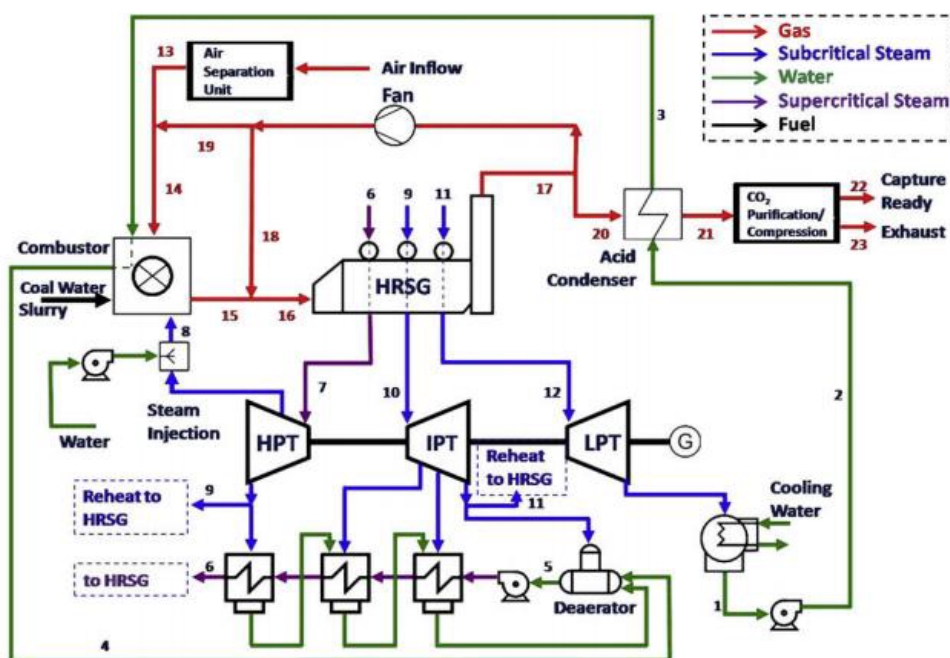 13
Air
Separation
Unit
Air Inflow
Fan
3
Gas
Subcritical Steam
Water
Supercritical Steam
Fuel
19
14
6
9
11
17
18
20
21
CO2
Purification/
Compression
22
Capture
Ready
Exhaust
23
Combustor
Coal Water
Slurry
HRSG
Acid
Condenser
15
16
8
7
10
12
2
Steam
Injection
Water
HPT
IPT
LPT
G
Reheat
to HRSG
11
Reheat to
HRSG
9
Cooling
Water
6
to HRSG
5
Deaerator
1
4